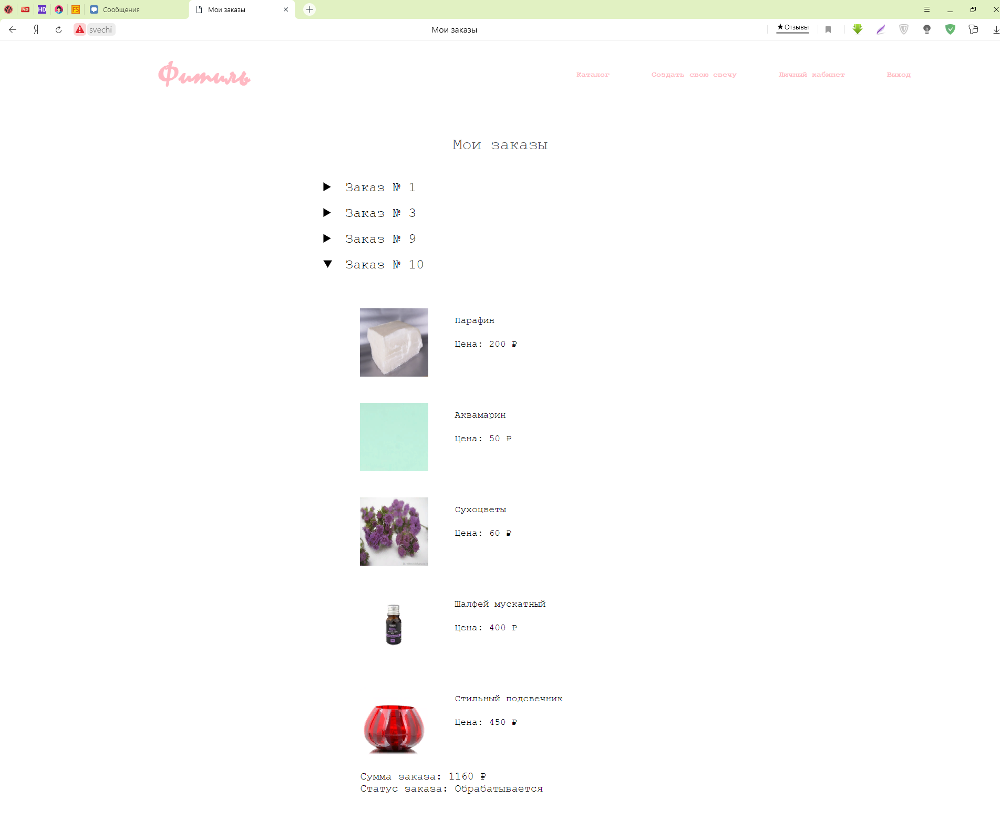 Сообщения
Мои заказы
svechi
Мои заказы
★ Отзывы
Фитиль
Каталог
Создать свою свечу
Личный кабинет
Выход
Мои заказы
Заказ № 1
Заказ № 3
Заказ № 9
Заказ № 10
Парафин
Цена: 200 ₽
Аквамарин
Цена: 50 ₽
Сухоцветы
Цена: 60 ₽
Шалфей мускатный
Цена: 400 ₽
100%
Стильный подсвечник
Цена: 450 ₽
Сумма заказа: 1160 ₽
Статус заказа: Обрабатывается